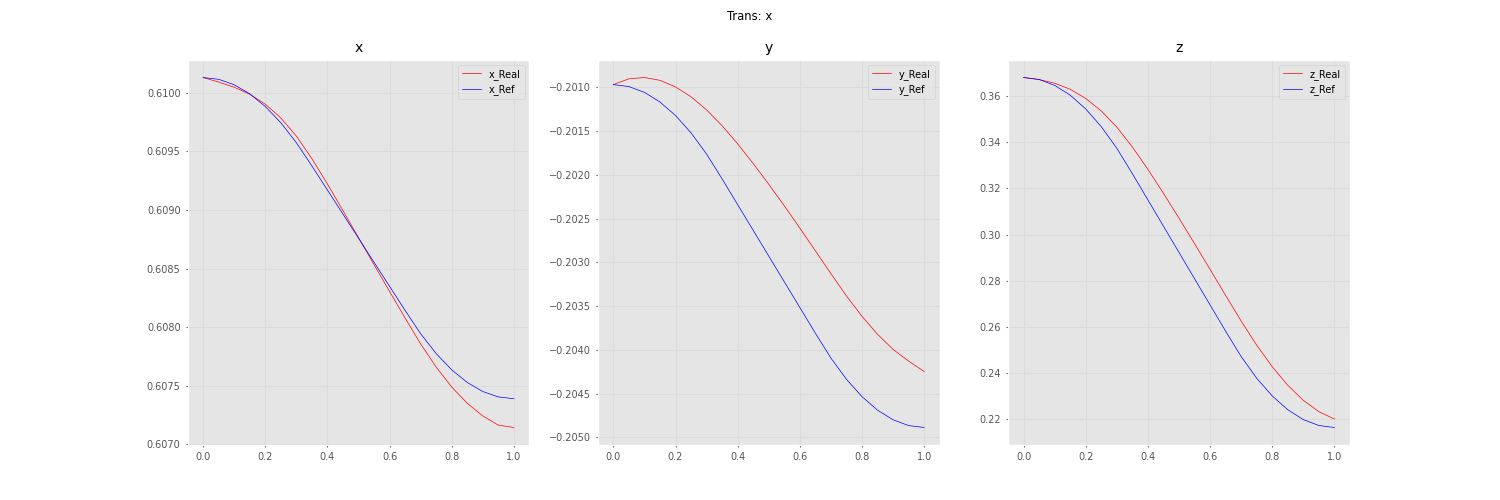 Trans: x
x
y
z
x_Real
x_Ref
y_Real
y_Ref
z_Real
z_Ref
0.6100
0.6095
0.6090
0.6085
0.6080
0.6075
0.6070
0.0 0.2 0.4 0.6 0.8 1.0
−0.2010
−0.2015
−0.2020
−0.2025
−0.2030
−0.2035
−0.2040
−0.2045
−0.2050
0.0 0.2 0.4 0.6 0.8 1.0
0.36
0.34
0.32
0.30
0.28
0.26
0.24
0.22
0.0 0.2 0.4 0.6 0.8 1.0